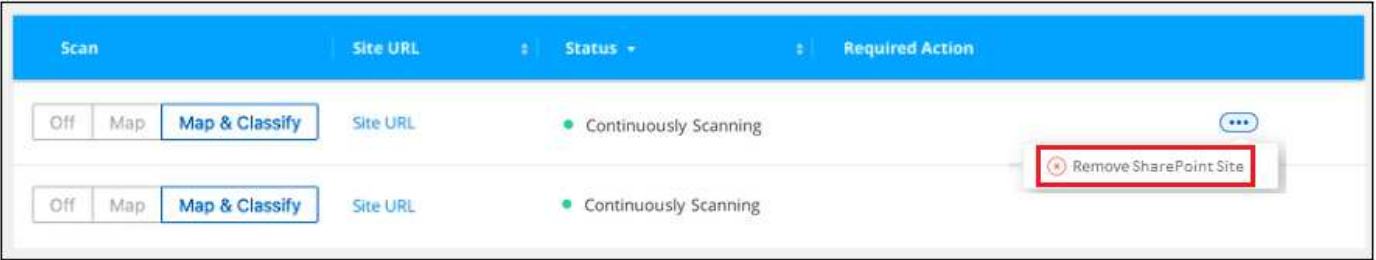 Scan Site URL Status Required Action
Off Map Map & Classify Site URL Continuously Scanning
Remove SharePoint Site
Off Map Map & Classify Site URL Continuously Scanning